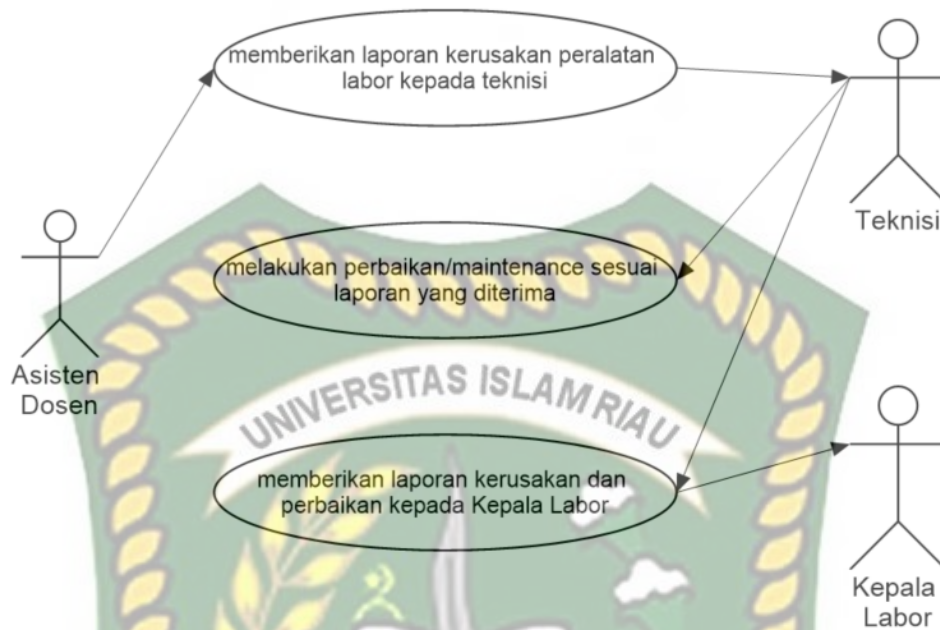 memberikan laporan kerusakan peralatan
labor kepada teknisi
Teknisi
melakukan perbaikan/maintenance sesuai
laporan yang diterima
Asisten
Dosen
UNIVERSITAS ISLAM RIAU
memberikan laporan kerusakan dan
perbaikan kepada Kepala Labor
Kepala
Labor